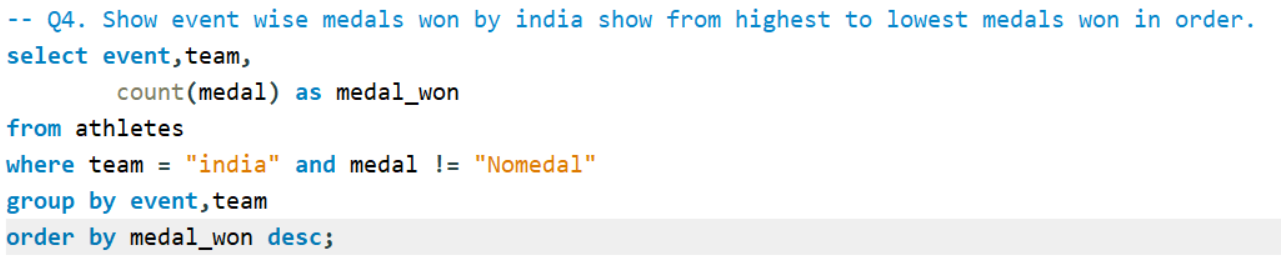 -- Q4. Show event wise medals won by india show from highest to lowest medals won in order.
select event,team,
count(medal) as medal_won
from athletes
where team = "india" and medal != "Nomedal"
group by event,team
order by medal_won desc;